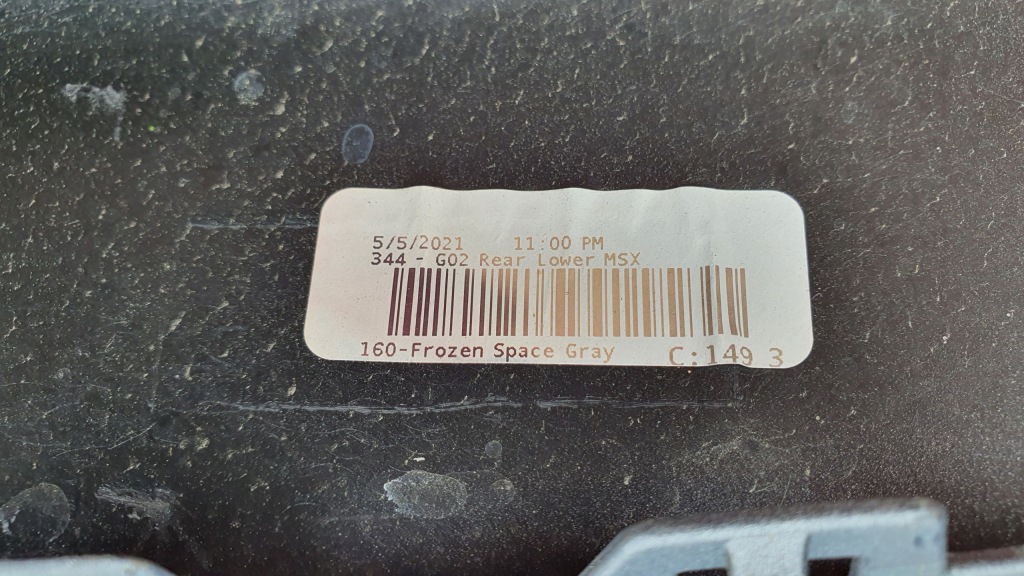 5/5/2021 11:00 PM
344 - G02 Rear Lower MSX
160-Frozen Space Gray C:149 3